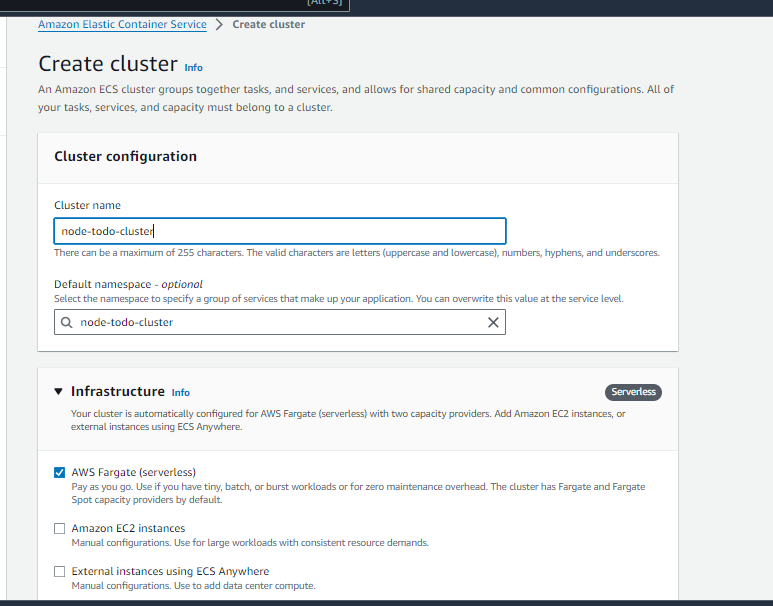 [Alt+S]
Amazon Elastic Container Service > Create cluster
Create cluster Info
An Amazon ECS cluster groups together tasks, and services, and allows for shared capacity and common configurations. All of
your tasks, services, and capacity must belong to a cluster.
Cluster configuration
Cluster name
node-todo-cluster
There can be a maximum of 255 characters. The valid characters are letters (uppercase and lowercase), numbers, hyphens, and underscores.
Default namespace - optional
Select the namespace to specify a group of services that make up your application. You can overwrite this value at the service level.
node-todo-cluster
Infrastructure Info Serverless
Your cluster is automatically configured for AWS Fargate (serverless) with two capacity providers. Add Amazon EC2 instances, or
external instances using ECS Anywhere.
AWS Fargate (serverless)
Pay as you go. Use if you have tiny, batch, or burst workloads or for zero maintenance overhead. The cluster has Fargate and Fargate
Spot capacity providers by default.
Amazon EC2 instances
Manual configurations. Use for large workloads with consistent resource demands.
External instances using ECS Anywhere
Manual configurations. Use to add data center compute.